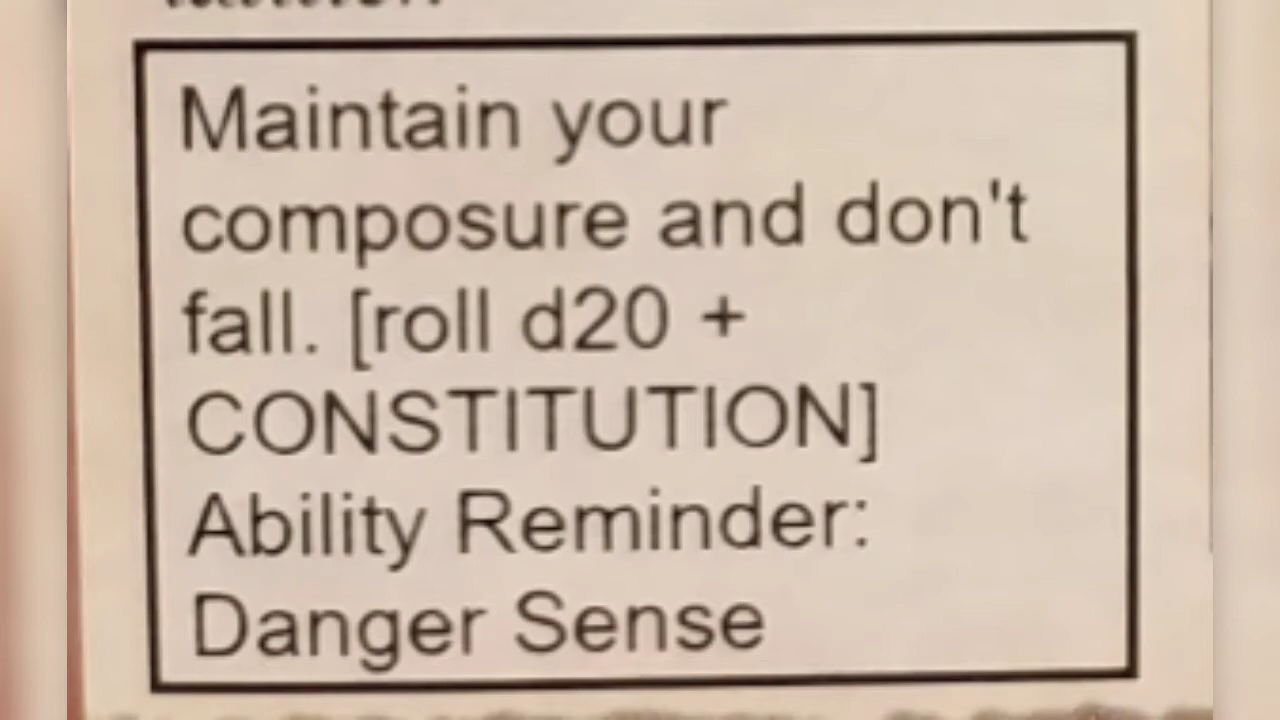 Maintain your
composure and don't
fall. [roll d20 +
CONSTITUTION]
Ability Reminder:
Danger Sense